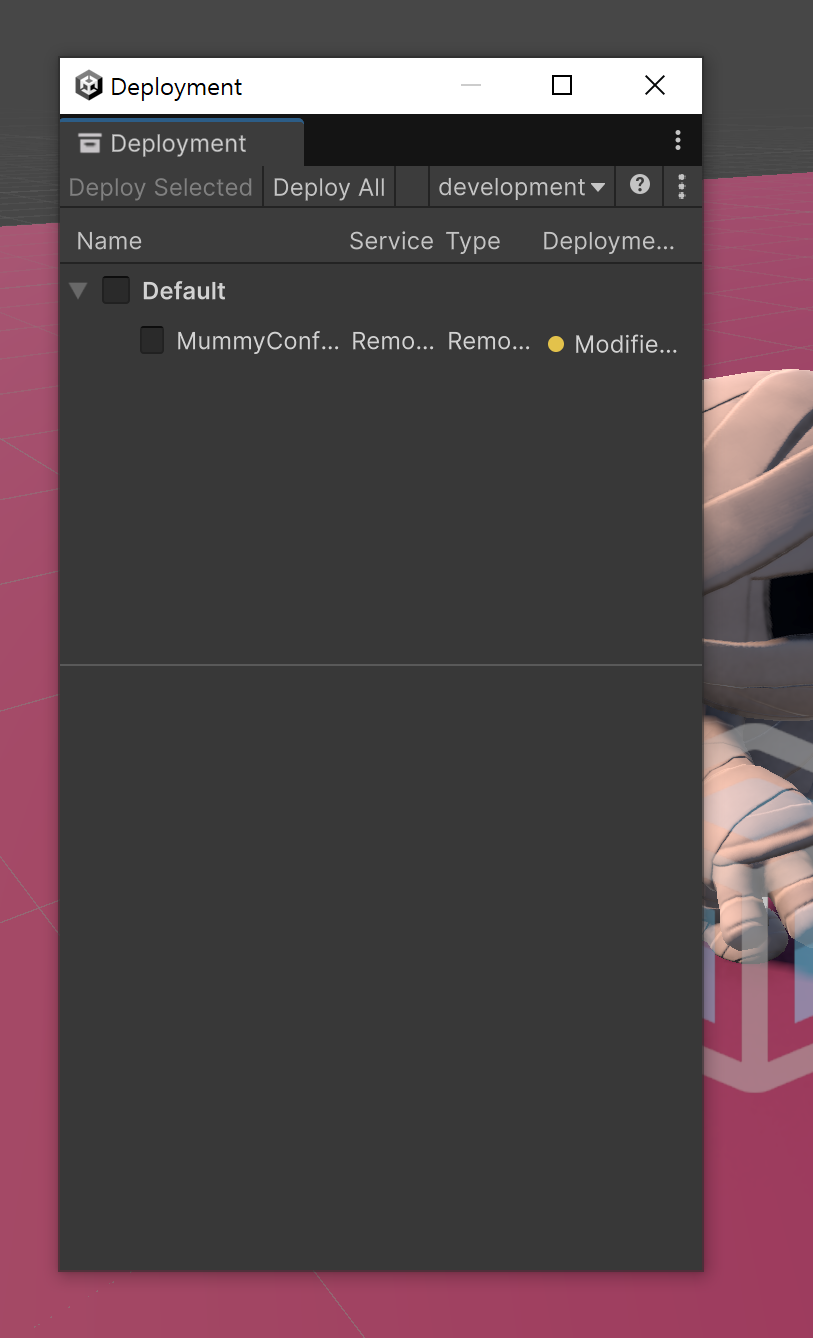 Deployment
Deployment
Deploy Selected Deploy All development ?
Name Service Type Deployme...
Default
MummyConf... Remo... Remo... Modifie...